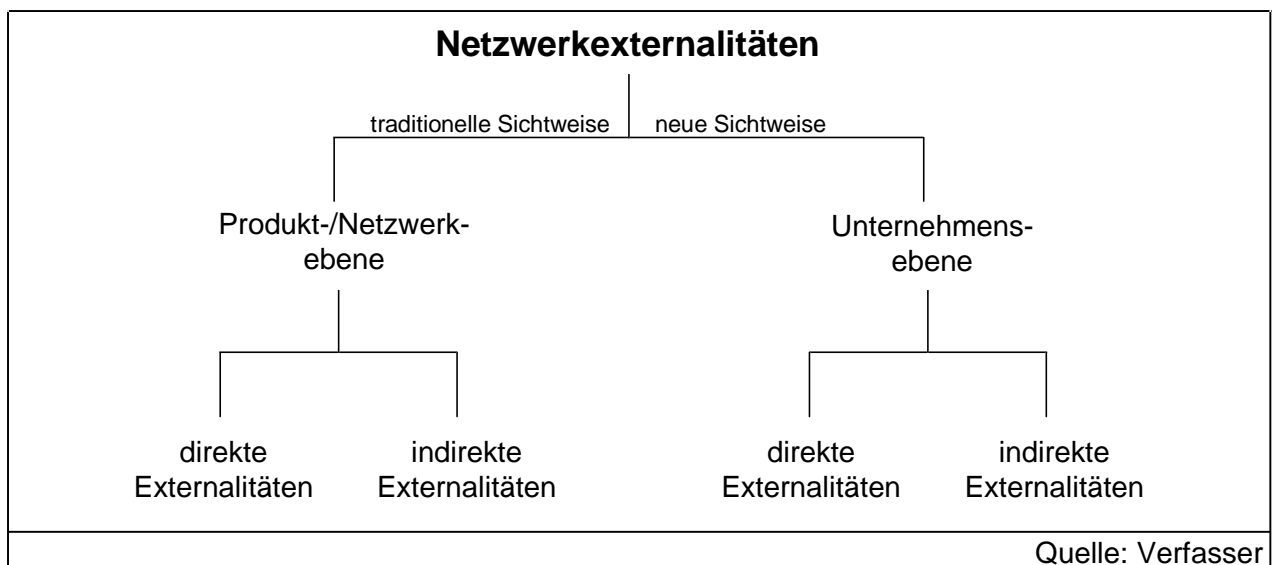 Netzwerkexternalitäten
traditionelle Sichtweise neue Sichtweise
Produkt-/Netzwerk-
ebene
Unternehmens-
ebene
direkte
Externalitäten
indirekte
Externalitäten
direkte
Externalitäten
indirekte
Externalitäten
Quelle: Verfasser